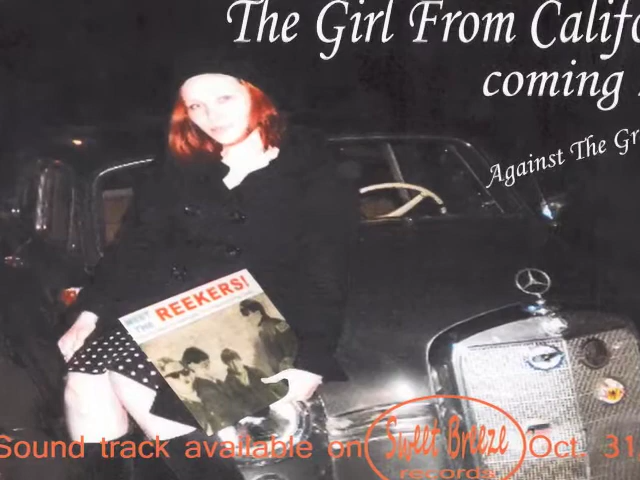 The Girl From Califo
coming
Against The Gr
MEET THE REEKERS!
Sound track available on Sweet Breeze records Oct. 31,